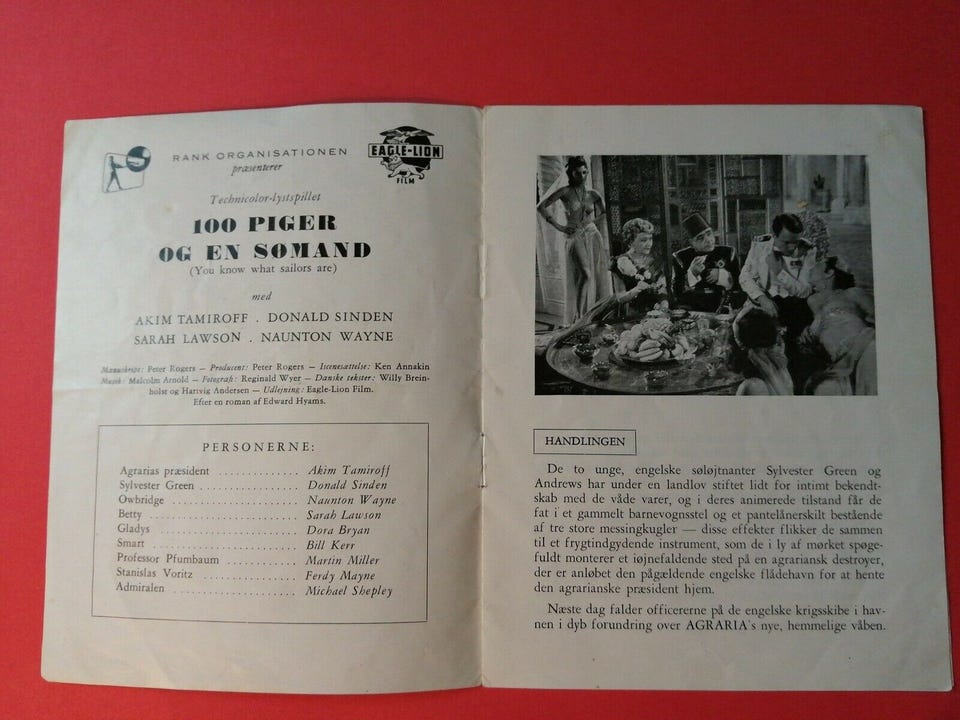 RANK ORGANISATIONEN
præsenterer
EAGLE-LION
FILM
Technicolor-lystspillet
100 PIGER
OG EN SØMAND
(You know what sailors are)
med
AKIM TAMIROFF . DONALD SINDEN
SARAH LAWSON . NAUNTON WAYNE
Manuskript: Peter Rogers — Producent: Peter Rogers — Iscenesættelse: Ken Annakin
Musik: Malcolm Arnold — Fotografi: Reginald Wyer — Danske tekster: Willy Brein-
holst og Hartvig Andersen — Udlejning: Eagle-Lion Film.
Efter en roman af Edward Hyams.
PERSONERNE:
Agrarias præsident .............. Akim Tamiroff
Sylvester Green ................. Donald Sinden
Owbridge ................... Naunton Wayne
Betty ...................... Sarah Lawson
Gladys ..................... Dora Bryan
Smart ...................... Bill Kerr
Professor Pfumbaum ............ Martin Miller
Stanislas Voritz ............... Ferdy Mayne
Admiralen ..................... Michael Shepley
HANDLINGEN
De to unge, engelske søløjtnanter Sylvester Green og
Andrews har under en landlov stiftet lidt for intimt bekendt-
skab med de våde varer, og i deres animerede tilstand får de
fat i et gammelt barnevognsstel og et pantelånerskilt bestående
af tre store messingkugler — disse effekter flikker de sammen
til et frygtindgydende instrument, som de i ly af mørket spøge-
fuldt monterer et iøjnefaldende sted på en agrariansk destroyer,
der er anløbet den pågældende engelske flådehavn for at hente
den agrarianske præsident hjem.
Næste dag falder officererne på de engelske krigsskibe i hav-
nen i dyb forundring over AGRARIA's nye, hemmelige våben.